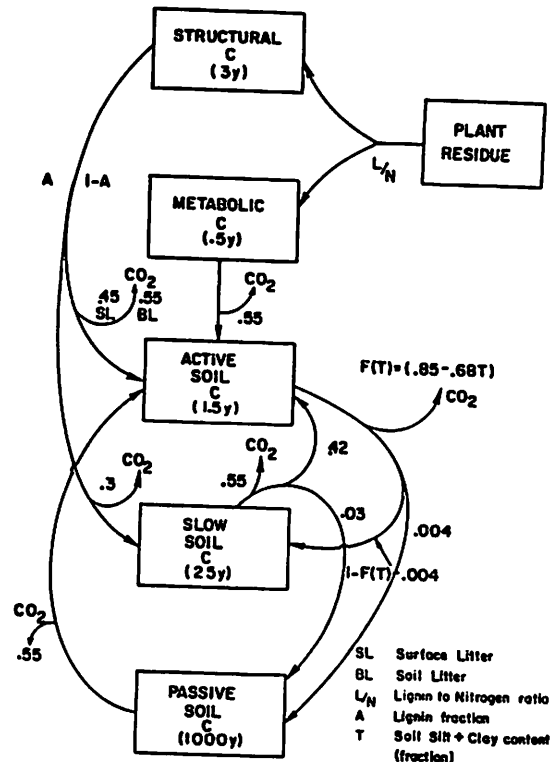 STRUCTURAL
C
(3y)
PLANT
RESIDUE
L/N
A
1-A
METABOLIC
C
(.5y)
CO2
.45
SL
.55
BL
CO2
.55
ACTIVE
SOIL
C
(1.5y)
F(T)=(.85-.68T)
CO2
CO2
.3
CO2
.55
.42
SLOW
SOIL
C
(25y)
.03
.004
1-F(T)-.004
CO2
.55
PASSIVE
SOIL
C
(1000y)
SL Surface Litter
BL Soil Litter
L/N Lignin to Nitrogen ratio
A Lignin fraction
T Soil Silt + Clay content
(fraction)